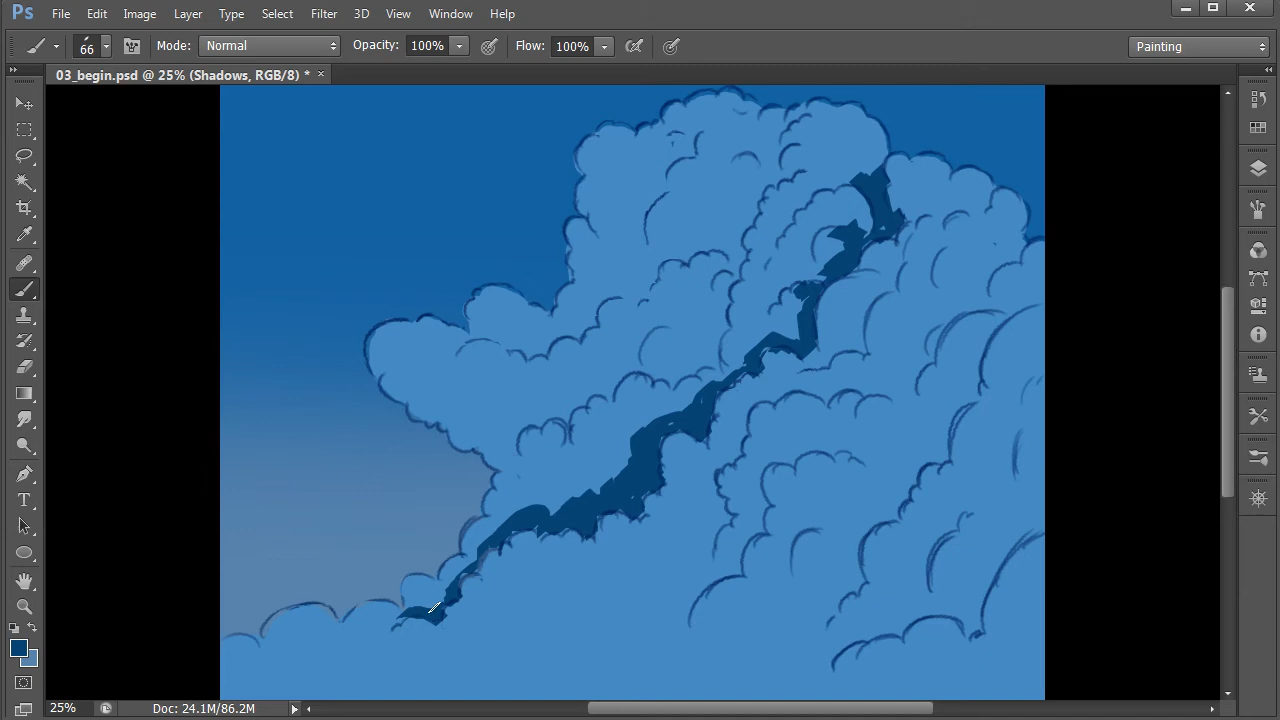 Ps File Edit Image Layer Type Select Filter 3D View Window Help
66 Mode: Normal Opacity: 100% Flow: 100% Painting
03_begin.psd @ 25% (Shadows, RGB/8) *
25% Doc: 24.1M/86.2M